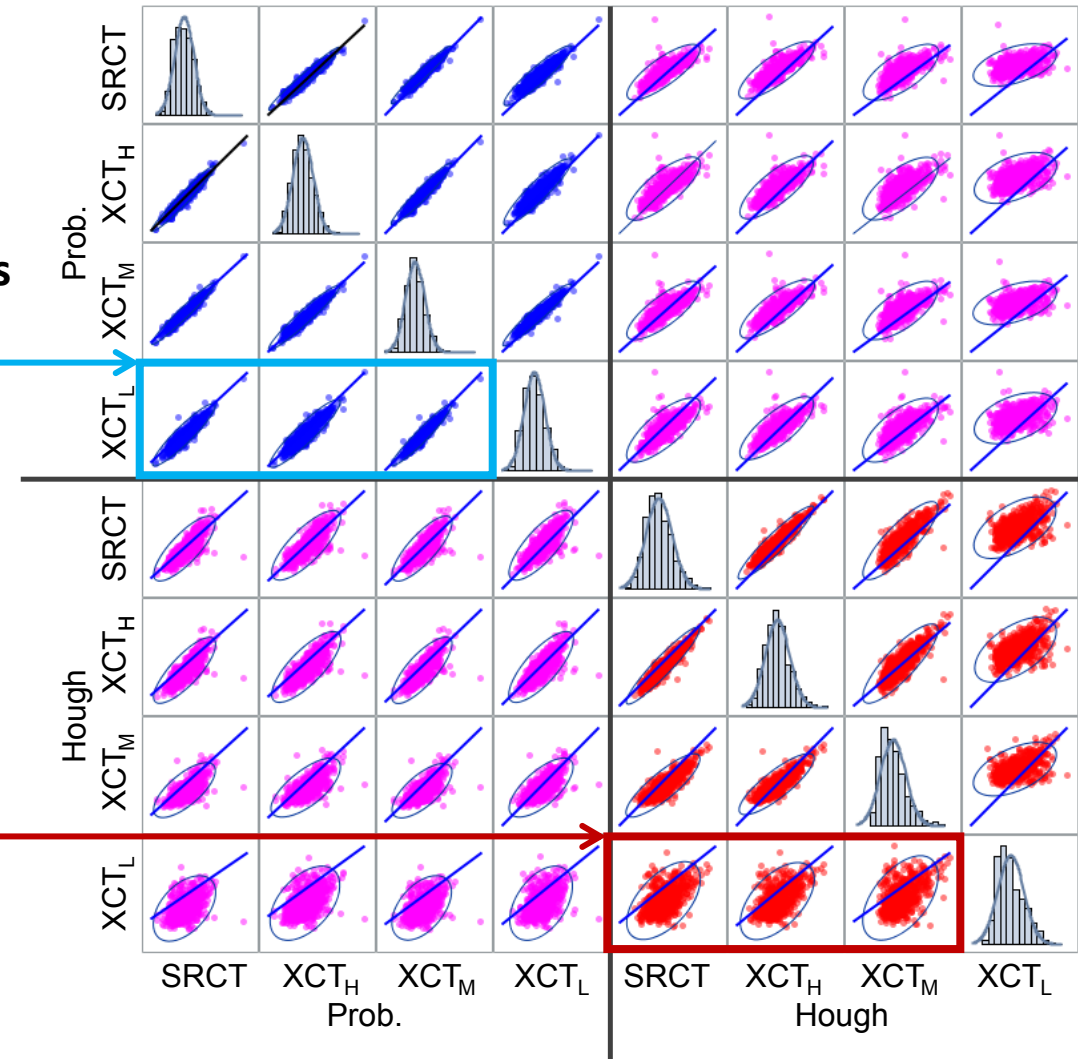 SRCT
XCT_H
XCT_M
XCT_L
Prob.
s
SRCT
XCT_H
XCT_M
XCT_L
Hough
SRCT XCT_H XCT_M XCT_L SRCT XCT_H XCT_M XCT_L
Prob. Hough